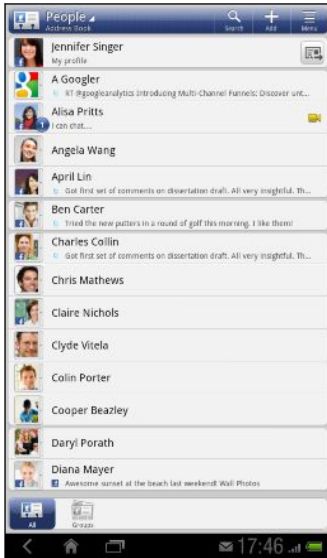 People
Address Book
Search
Add
Menu
Jennifer Singer
My profile
A Googler
RT @googleanalytics Introducing Multi-Channel Funnels: Discover unt...
Alisa Pritts
1
I can chat....
Angela Wang
April Lin
Got first set of comments on dissertation draft. All very insightful. Th...
Ben Carter
Tried the new putters in a round of golf this morning. I like them!
Charles Collin
Got first set of comments on dissertation draft. All very insightful. Th...
Chris Mathews
Claire Nichols
Clyde Vitela
Colin Porter
Cooper Beazley
Daryl Porath
Diana Mayer
Awesome sunset at the beach last weekend! Wall Photos
All
Groups
17:46